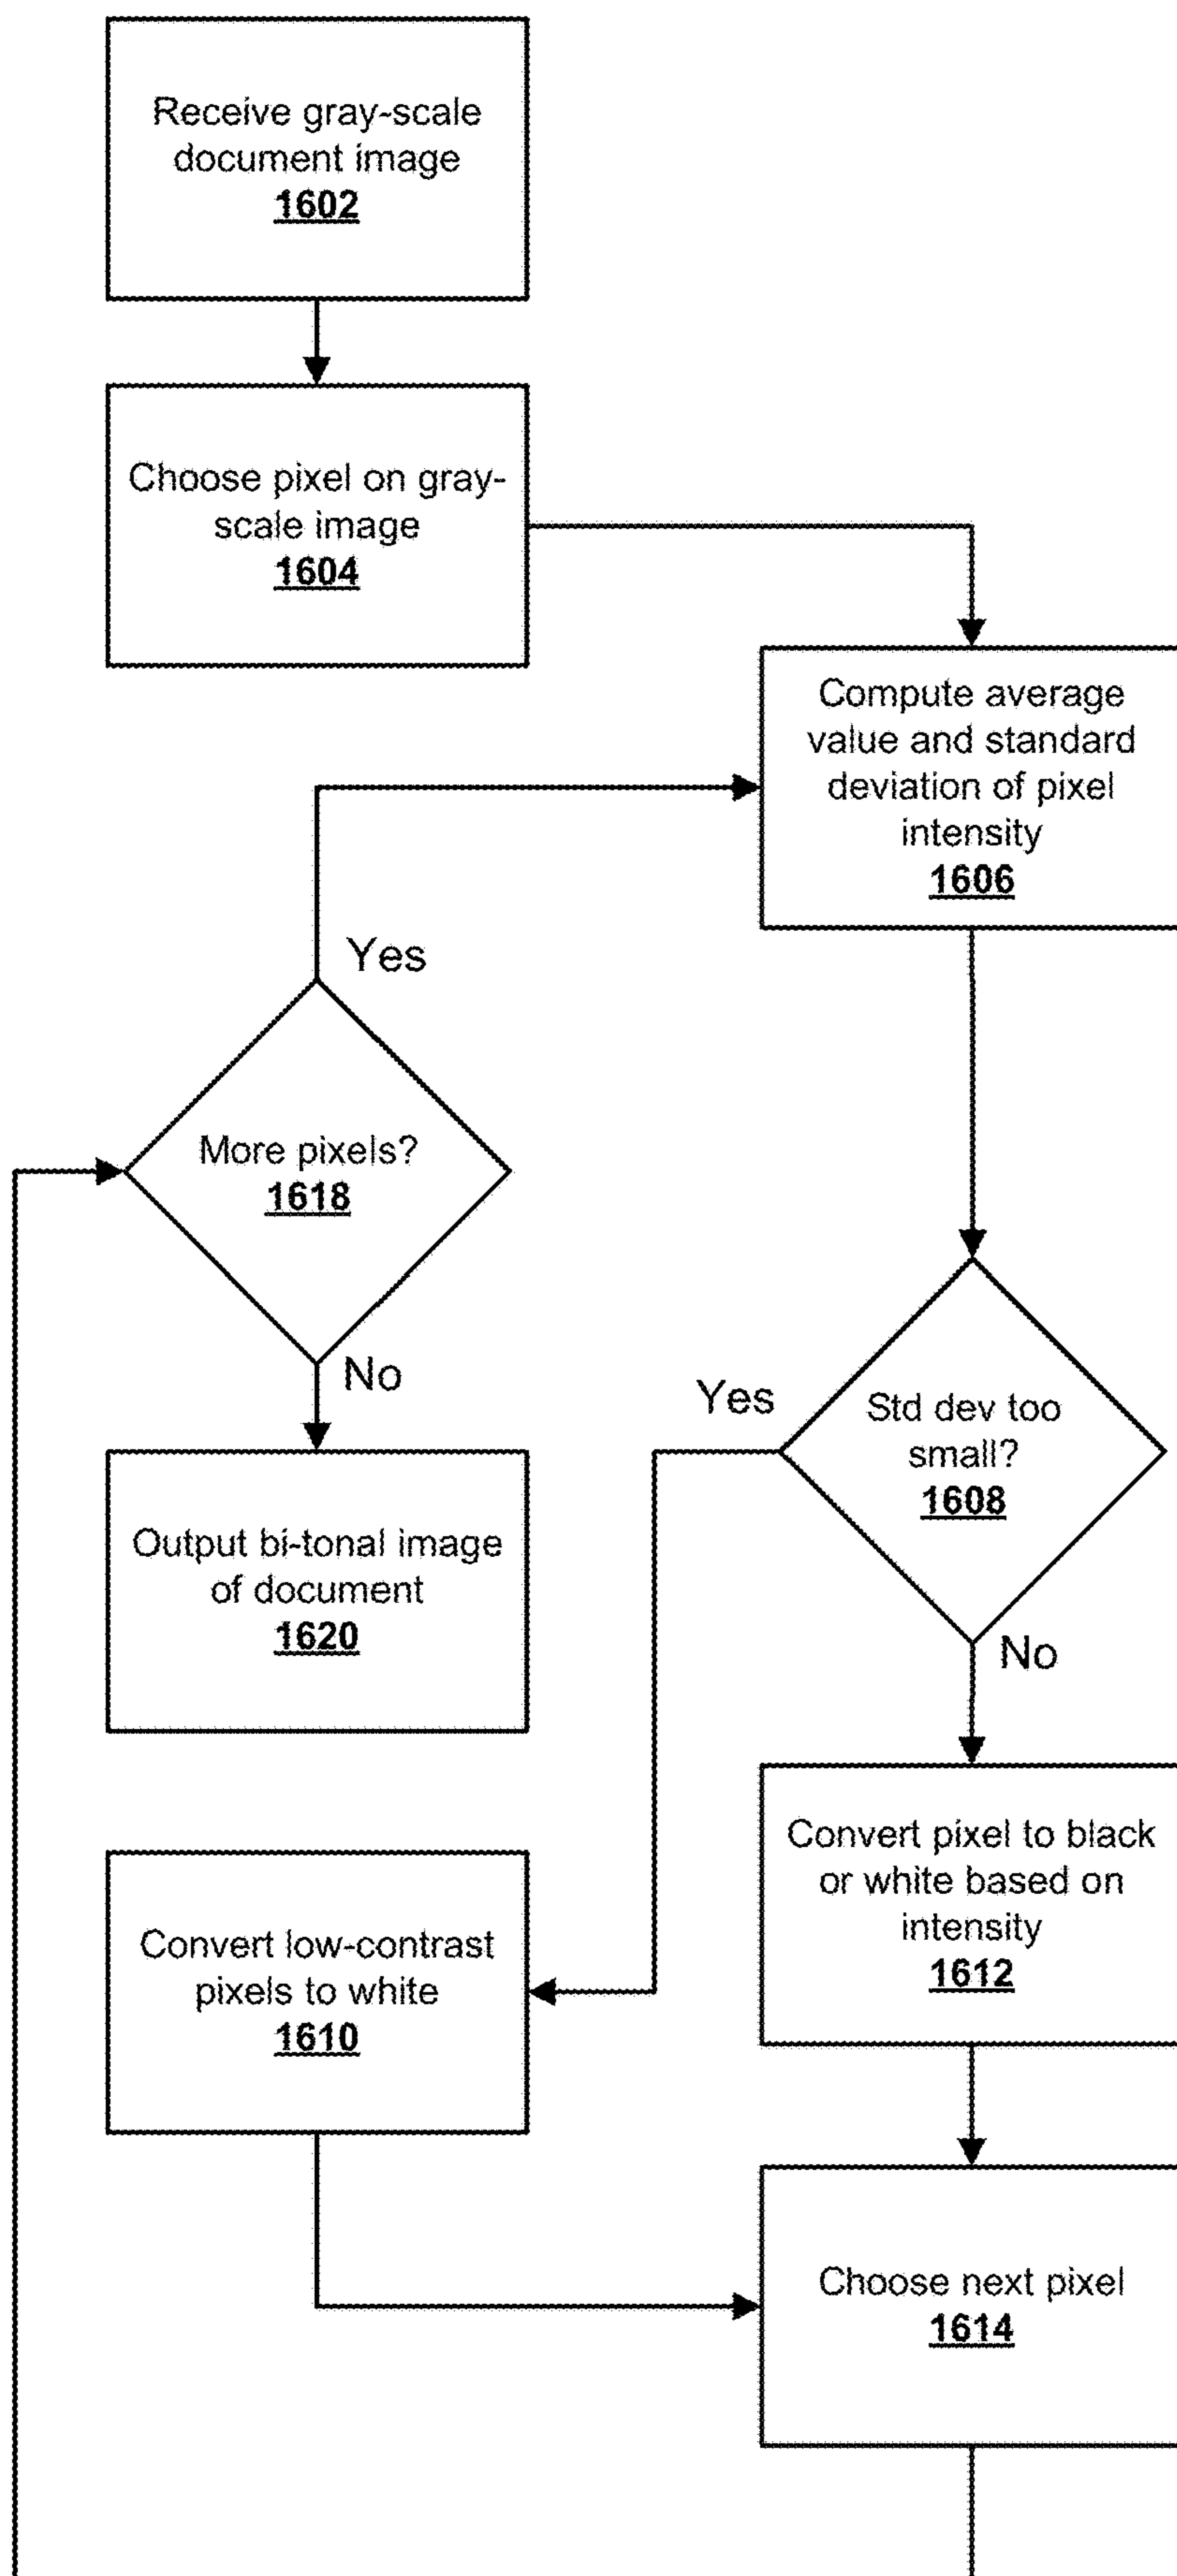 Receive gray-scale
document image
1602
Choose pixel on gray-
scale image
1604
Compute average
value and standard
deviation of pixel
intensity
1606
Yes
More pixels?
1618
No
Yes
Std dev too
small?
1608
No
Output bi-tonal image
of document
1620
Convert pixel to black
or white based on
intensity
1612
Convert low-contrast
pixels to white
1610
Choose next pixel
1614